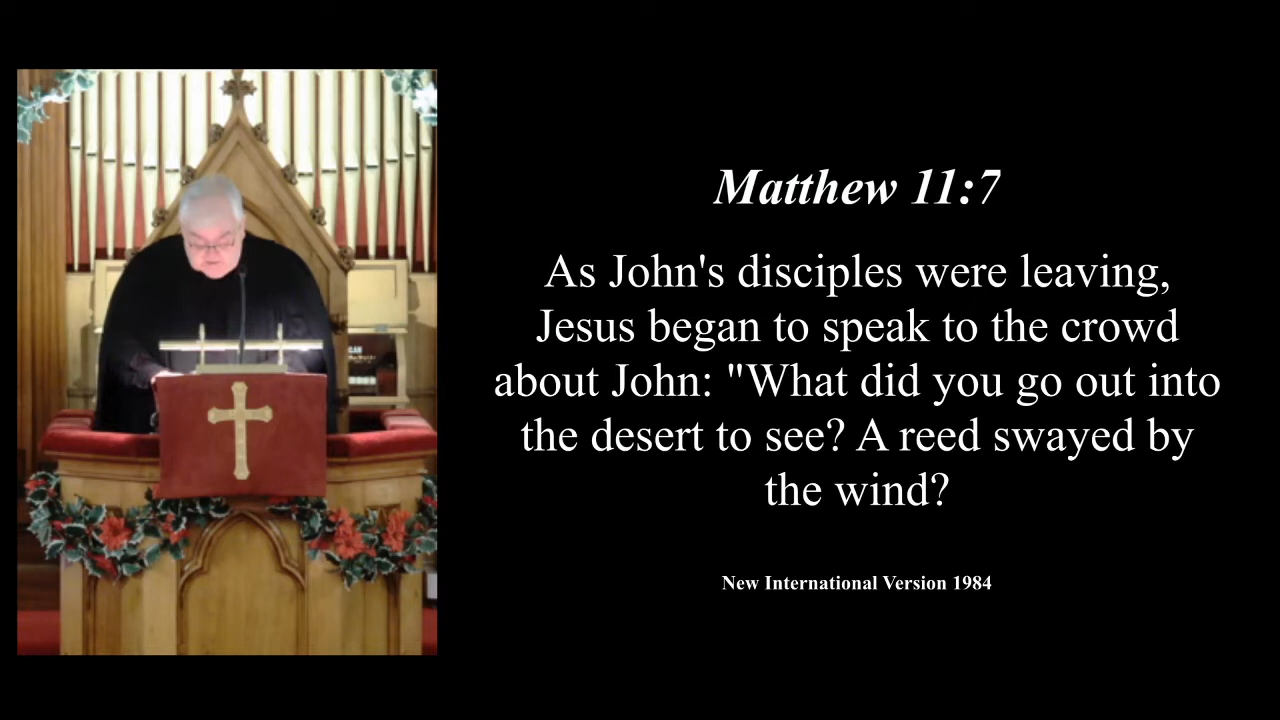 Matthew 11:7
As John's disciples were leaving,
Jesus began to speak to the crowd
about John: "What did you go out into
the desert to see? A reed swayed by
the wind?
New International Version 1984